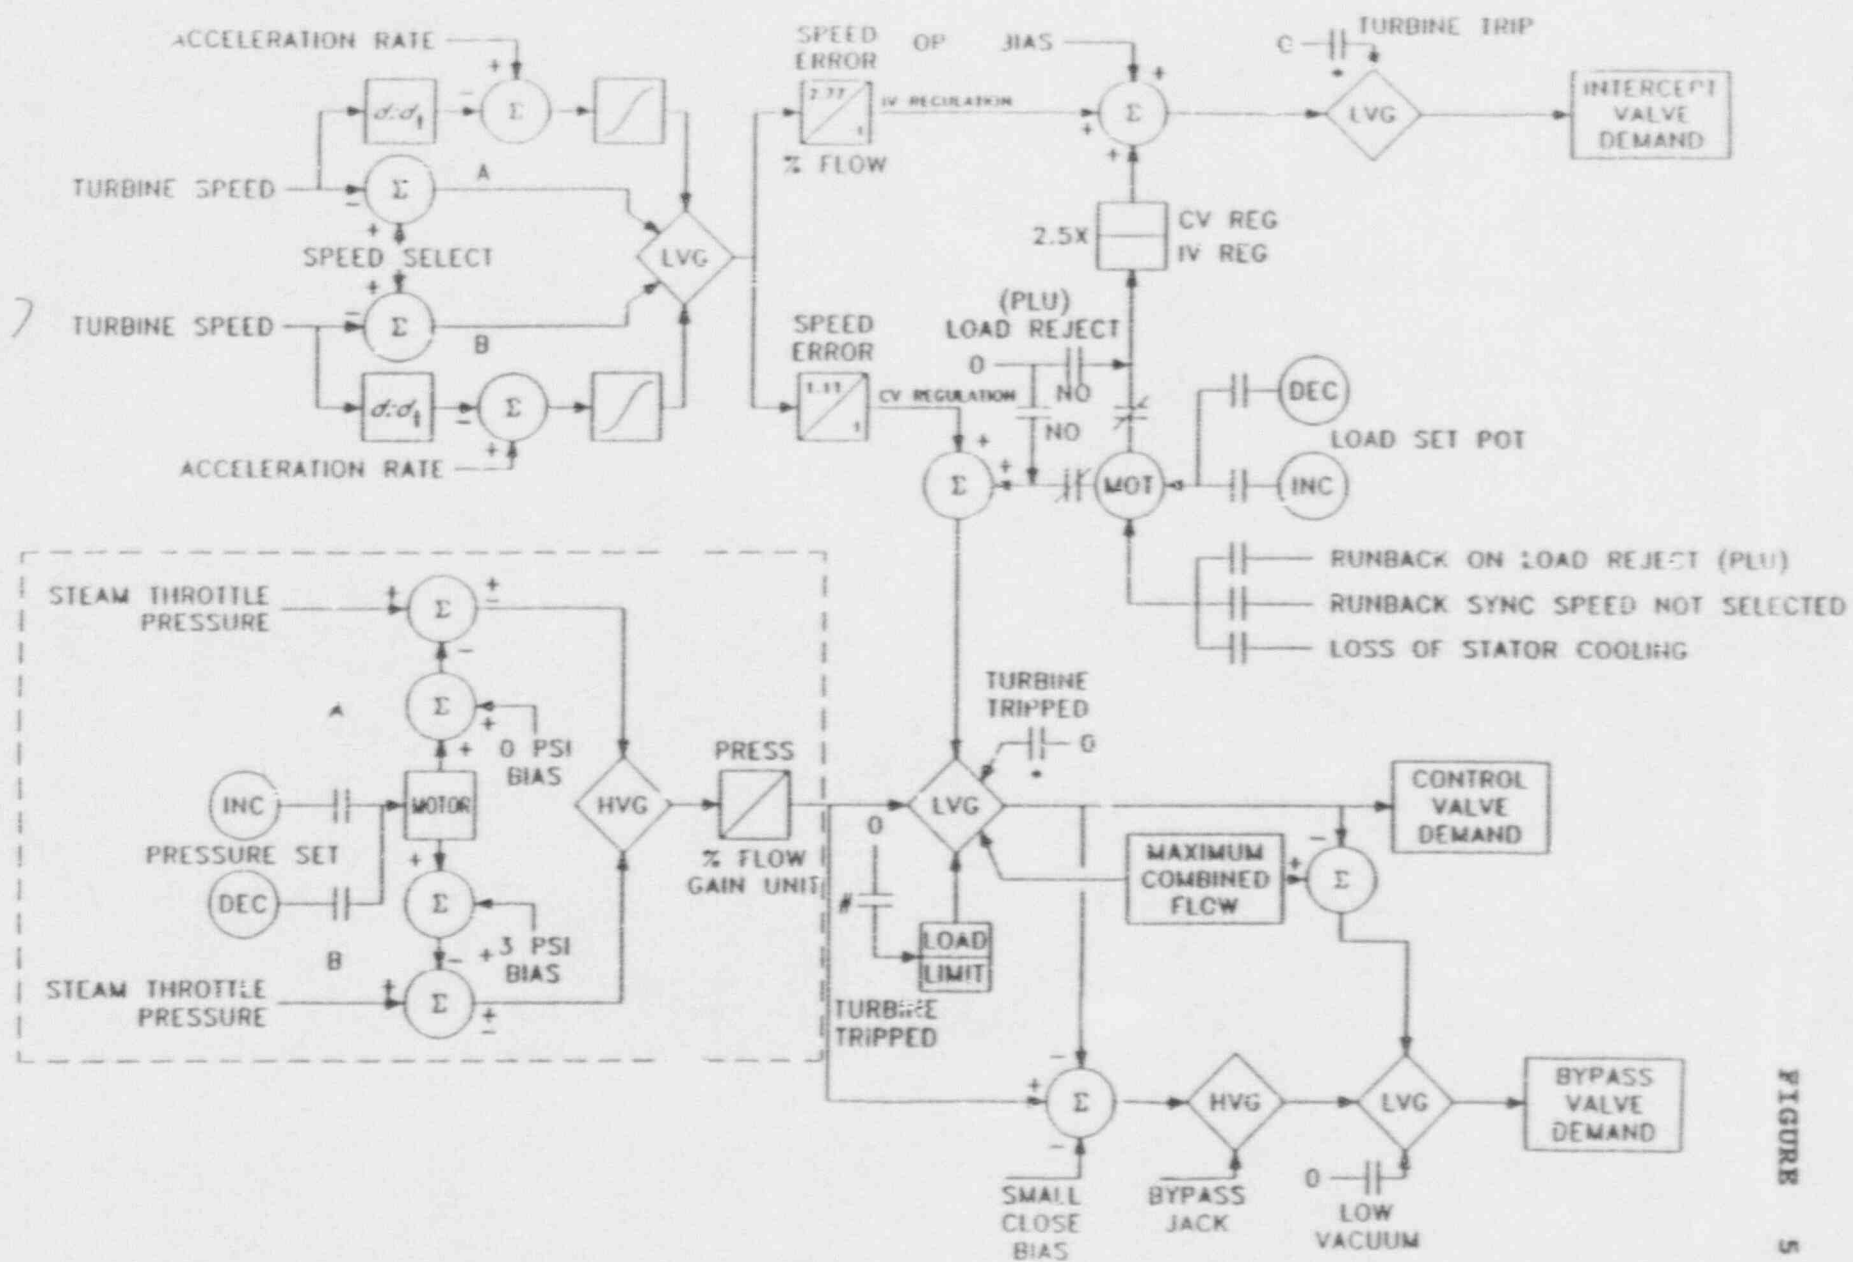 ACCELERATION RATE
+
-
Σ
TURBINE SPEED
-
Σ
A
+
SPEED SELECT
+
-
TURBINE SPEED
Σ
B
-
Σ
+
ACCELERATION RATE
LVG
SPEED
ERROR
2.77
1
% FLOW
IV REGULATION
OP
BIAS
+
+
+
Σ
TURBINE TRIP
*
LVG
INTERCEPT
VALVE
DEMAND
2.5X
CV REG
IV REG
(PLU)
LOAD REJECT
0
NO
NO
SPEED
ERROR
1
CV REGULATION
+
+
Σ
MOT
DEC
LOAD SET POT
INC
RUNBACK ON LOAD REJECT (PLU)
RUNBACK SYNC SPEED NOT SELECTED
LOSS OF STATOR COOLING
STEAM THROTTLE
PRESSURE
+
Σ
+
-
-
Σ
A
+
+
0 PSI
BIAS
INC
MOTOR
PRESSURE SET
DEC
+
Σ
B
-
+
3 PSI
BIAS
STEAM THROTTLE
PRESSURE
+
Σ
+
-
HVG
PRESS
% FLOW
GAIN UNIT
TURBINE
TRIPPED
0
*
LVG
0
#
LOAD
LIMIT
TURBINE
TRIPPED
CONTROL
VALVE
DEMAND
MAXIMUM
COMBINED
FLOW
-
+
Σ
-
+
Σ
-
SMALL
CLOSE
BIAS
HVG
BYPASS
JACK
LVG
0
LOW
VACUUM
BYPASS
VALVE
DEMAND
FIGURE 5